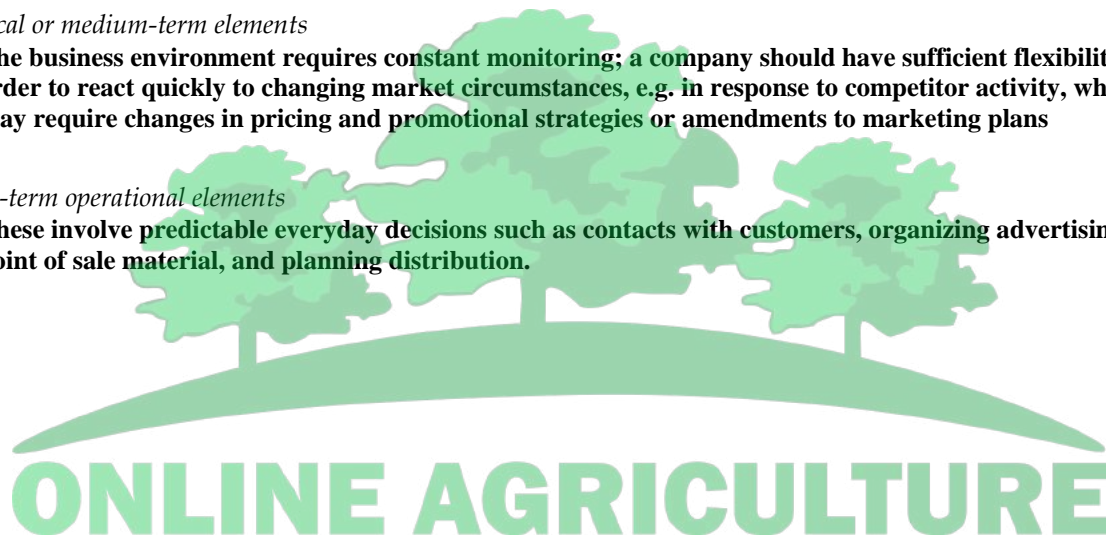 cal or medium-term elements
he business environment requires constant monitoring; a company should have sufficient flexibilit
rder to react quickly to changing market circumstances, e.g. in response to competitor activity, wh
ay require changes in pricing and promotional strategies or amendments to marketing plans
-term operational elements
hese involve predictable everyday decisions such as contacts with customers, organizing advertisin
oint of sale material, and planning distribution.
ONLINE AGRICULTURE